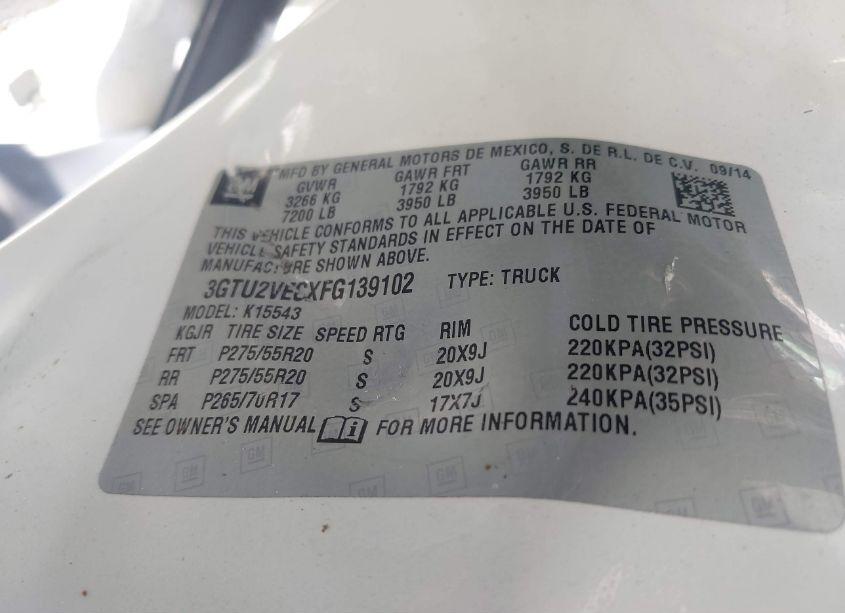 GM
MFD BY GENERAL MOTORS DE MEXICO, S. DE R.L. DE C.V. 09/14
GVWR GAWR FRT GAWR RR
3266 KG 1792 KG 1792 KG
7200 LB 3950 LB 3950 LB
THIS VEHICLE CONFORMS TO ALL APPLICABLE U.S. FEDERAL MOTOR
VEHICLE SAFETY STANDARDS IN EFFECT ON THE DATE OF
MANUFACTURE SHOWN ABOVE.
3GTU2VECXFG139102 TYPE: TRUCK
MODEL: K15543
KGJR TIRE SIZE SPEED RTG RIM COLD TIRE PRESSURE
FRT P275/55R20 S 20X9J 220KPA(32PSI)
RR P275/55R20 S 20X9J 220KPA(32PSI)
SPA P265/70R17 S 17X7J 240KPA(35PSI)
SEE OWNER'S MANUAL FOR MORE INFORMATION.